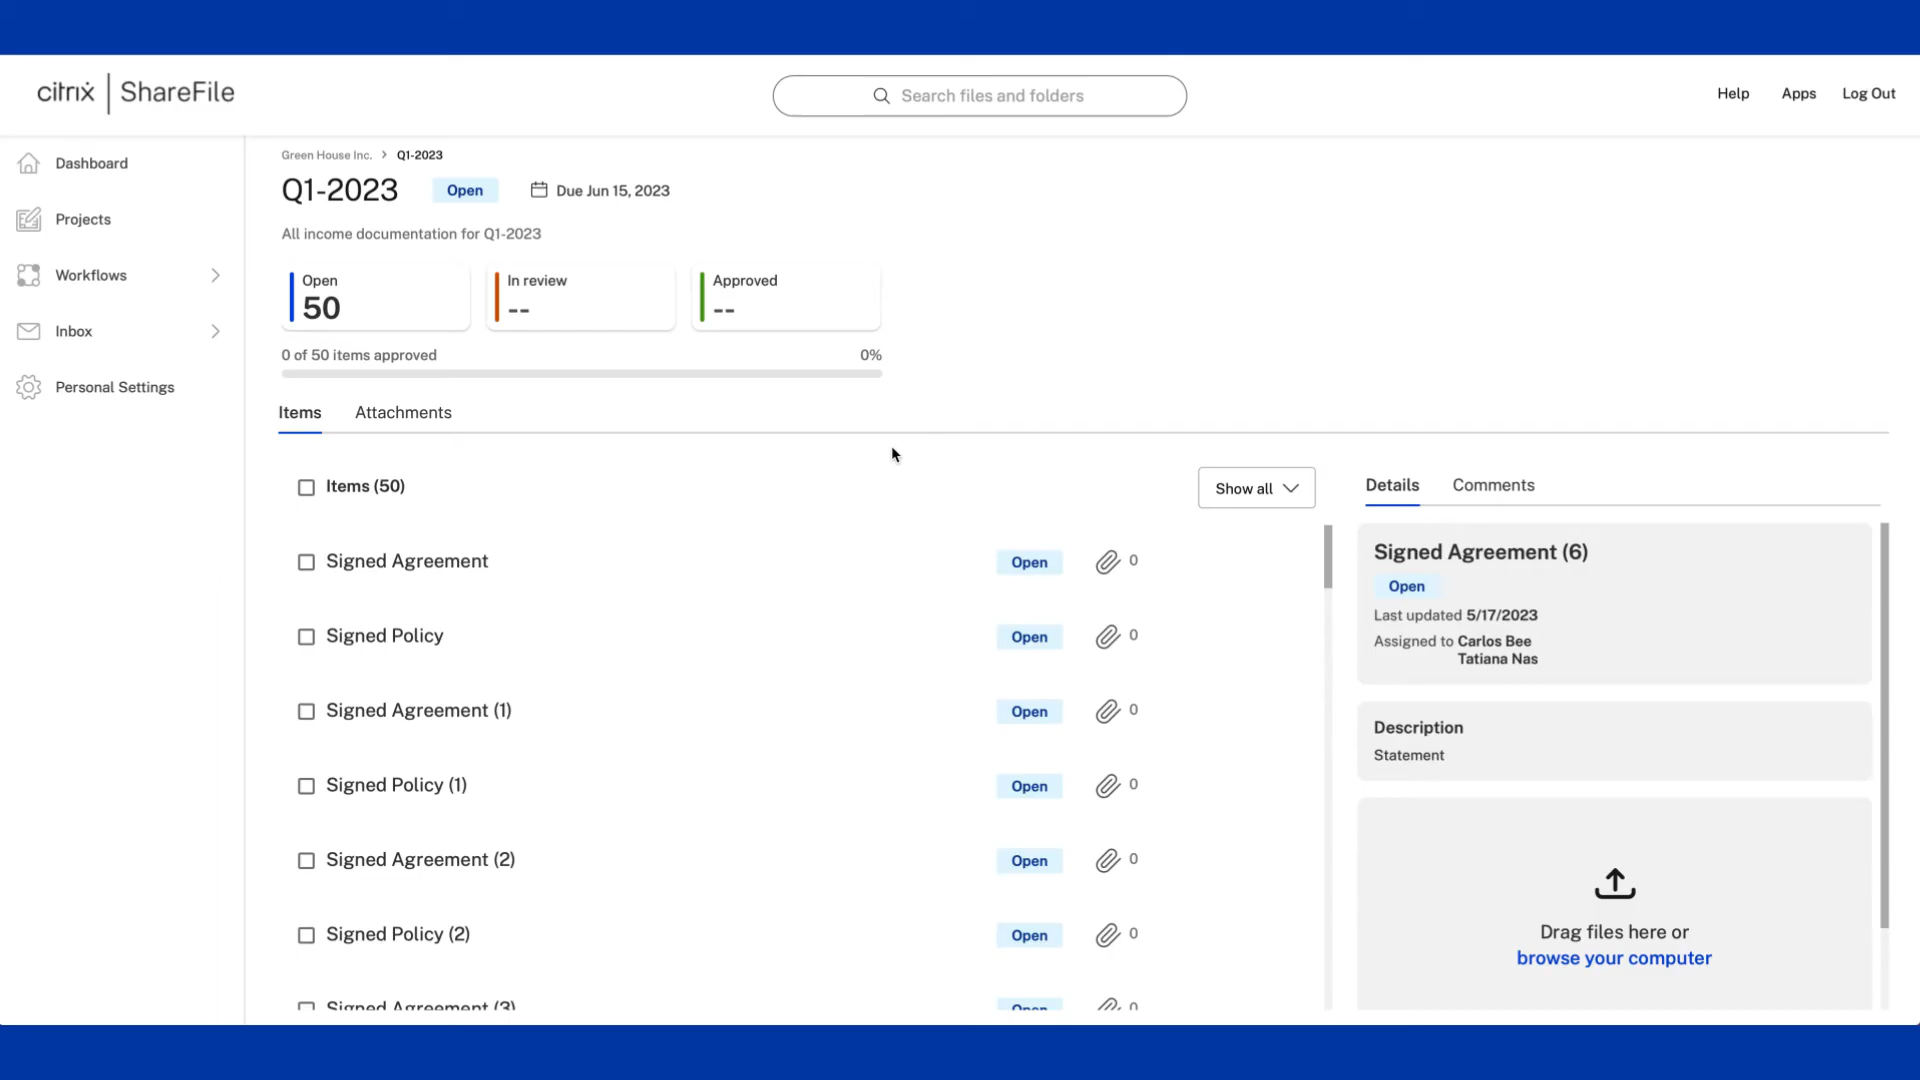 citrix | ShareFile
Search files and folders
Help
Apps
Log Out
Dashboard
Projects
Workflows
Inbox
Personal Settings
Green House Inc. > Q1-2023
Q1-2023
Open
Due Jun 15, 2023
All income documentation for Q1-2023
Open
50
In review
--
Approved
--
0 of 50 items approved
0%
Items
Attachments
Items (50)
Show all
Signed Agreement
Open
0
Signed Policy
Open
0
Signed Agreement (1)
Open
0
Signed Policy (1)
Open
0
Signed Agreement (2)
Open
0
Signed Policy (2)
Open
0
Signed Agreement (3)
Open
0
Details
Comments
Signed Agreement (6)
Open
Last updated 5/17/2023
Assigned to Carlos Bee
Tatiana Nas
Description
Statement
Drag files here or
browse your computer